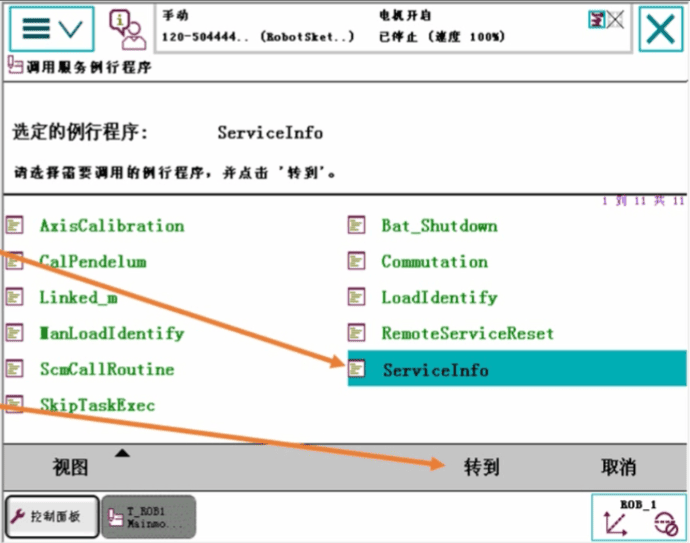 手动 电机开启
120-504444.. (RobotSket..) 已停止 (速度 100%)
调用服务例行程序
选定的例行程序: ServiceInfo
请选择需要调用的例行程序，并点击 '转到'。
1 到 11 共 11
AxisCalibration Bat_Shutdown
CalPendelum Commutation
Linked_m LoadIdentify
ManLoadIdentify RemoteServiceReset
ScmCallRoutine ServiceInfo
SkipTaskExec
视图 转到 取消
控制面板 T_ROB1 ROB_1
Mainmo...